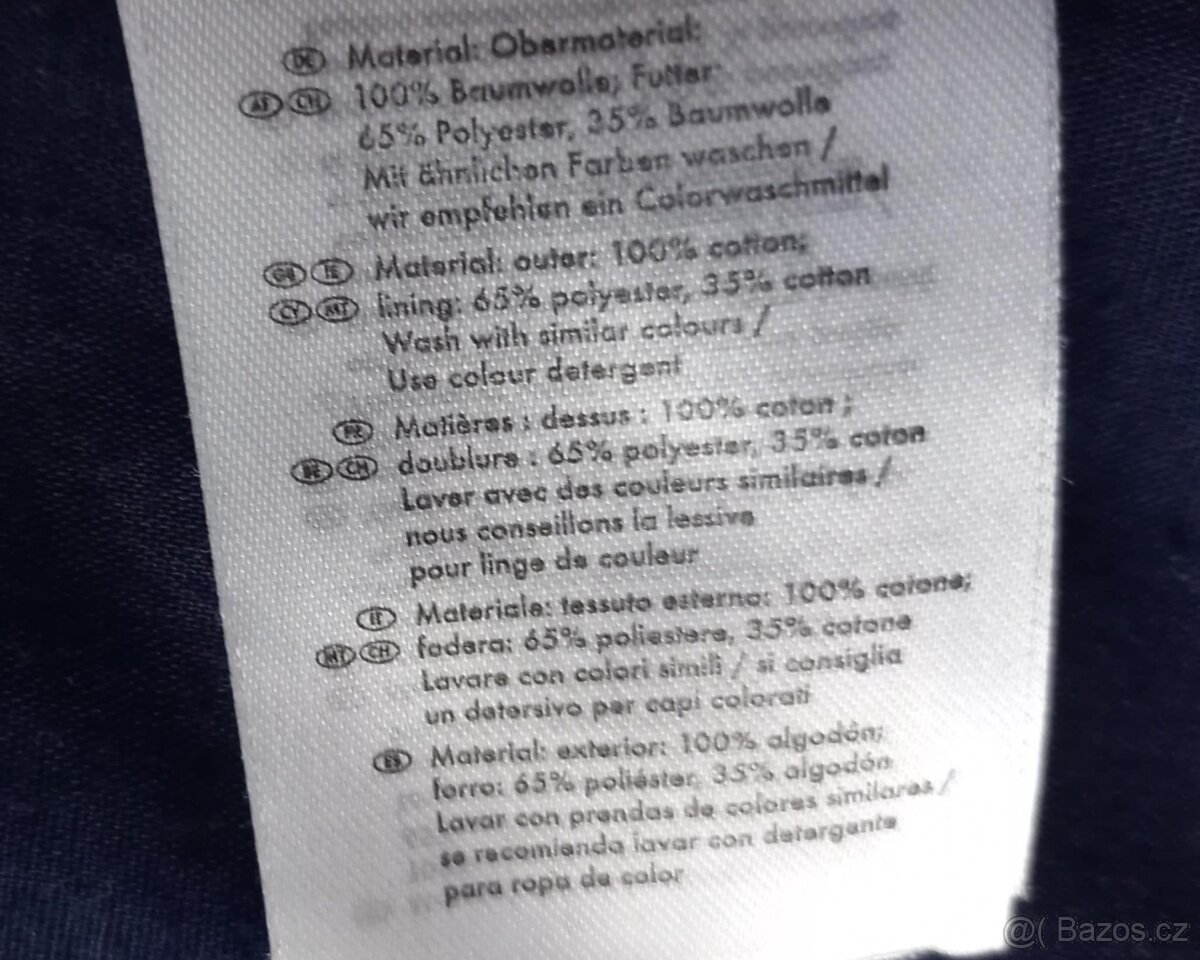 DE Material: Obermaterial:
AT CH 100% Baumwolle; Futter
65% Polyester, 35% Baumwolle
Mit ähnlichen Farben waschen /
wir empfehlen ein Colorwaschmittel
GB IE Material: outer: 100% cotton;
CY MT lining: 65% polyester, 35% cotton
Wash with similar colours /
Use colour detergent
Matières : dessus : 100% coton ;
BE CH doublure : 65% polyester, 35% coton
Laver avec des couleurs similaires /
nous conseillons la lessive
pour linge de couleur
IT Materiale: tessuto esterno: 100% cotone;
MT CH fodera: 65% poliestere, 35% cotone
Lavare con colori simili / si consiglia
un detersivo per capi colorati
ES Material: exterior: 100% algodón;
forro: 65% poliéster, 35% algodón
Lavar con prendas de colores similares /
se recomienda lavar con detergente
para ropa de color
@( Bazos.cz